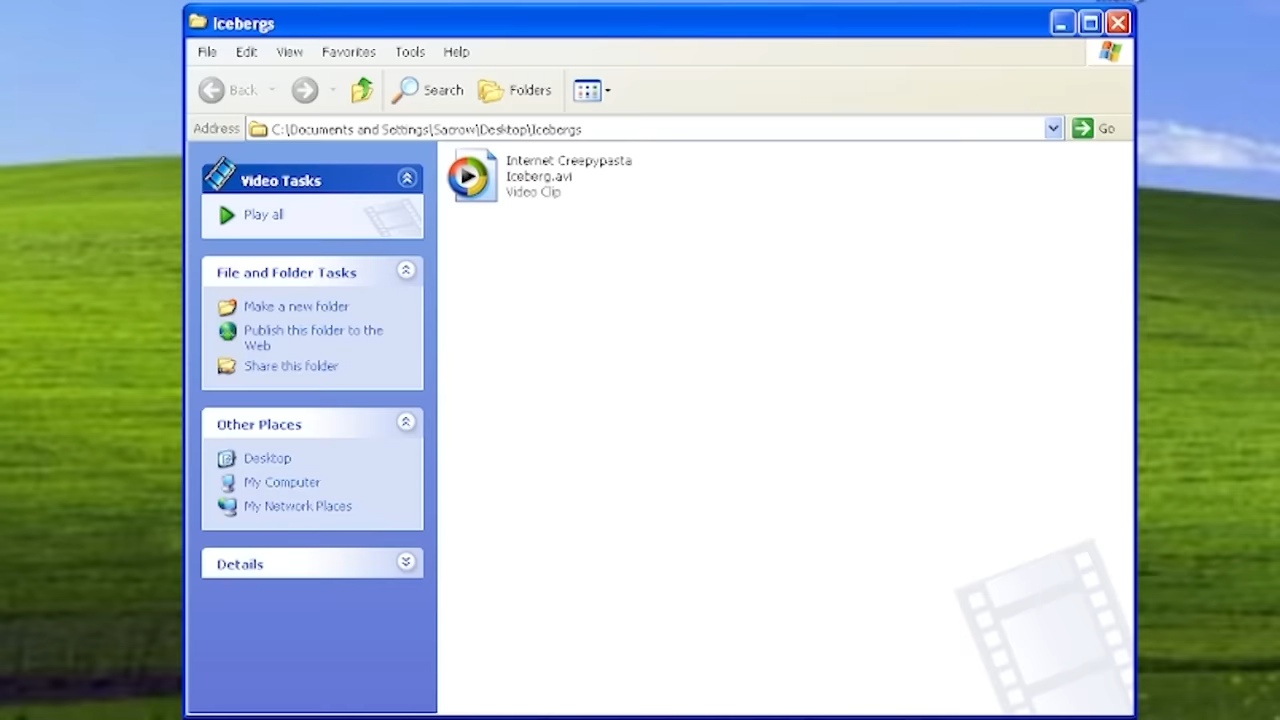 Icebergs
File Edit View Favorites Tools Help
Back Search Folders
Address C:\Documents and Settings\Sacrow\Desktop\Icebergs Go
Video Tasks
Play all
File and Folder Tasks
Make a new folder
Publish this folder to the
Web
Share this folder
Other Places
Desktop
My Computer
My Network Places
Details
Internet Creepypasta
Iceberg.avi
Video Clip